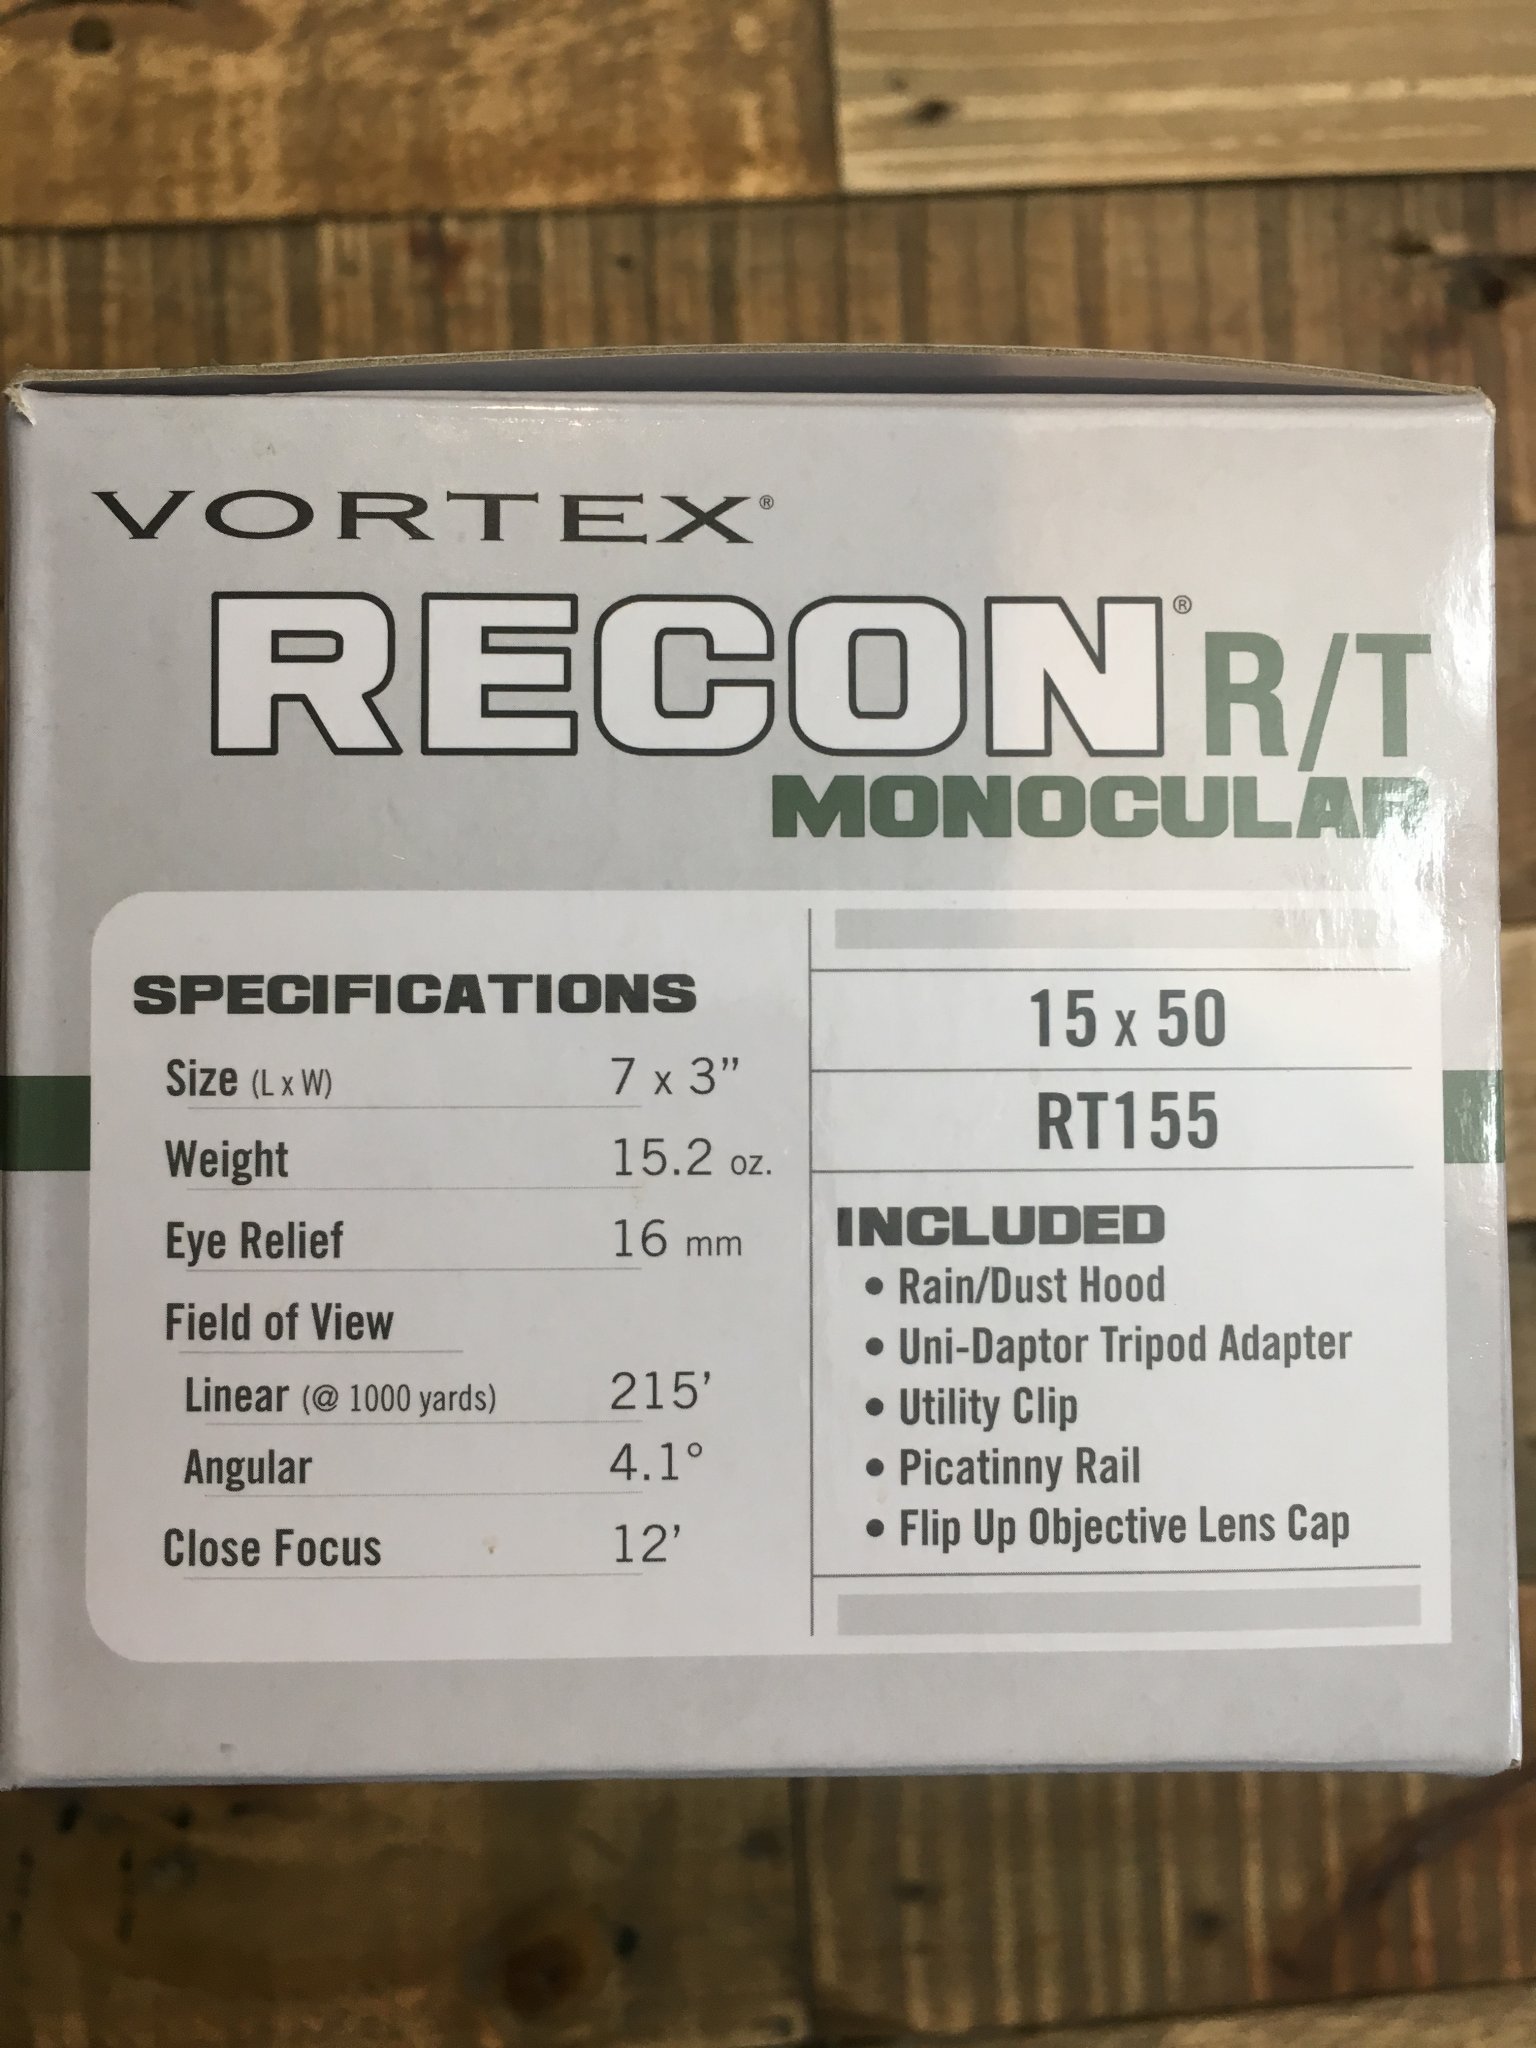 VORTEX®
RECON® R/T
MONOCULAR
SPECIFICATIONS
Size (L x W) 7 x 3”
Weight 15.2 oz.
Eye Relief 16 mm
Field of View
Linear (@ 1000 yards) 215’
Angular 4.1°
Close Focus 12’
15 x 50
RT155
INCLUDED
• Rain/Dust Hood
• Uni-Daptor Tripod Adapter
• Utility Clip
• Picatinny Rail
• Flip Up Objective Lens Cap